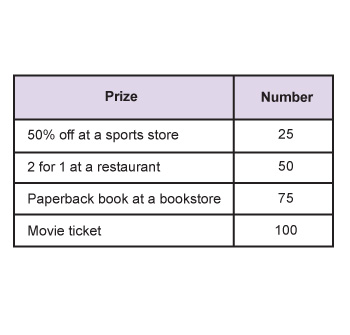 Prize Number
50% off at a sports store 25
2 for 1 at a restaurant 50
Paperback book at a bookstore 75
Movie ticket 100